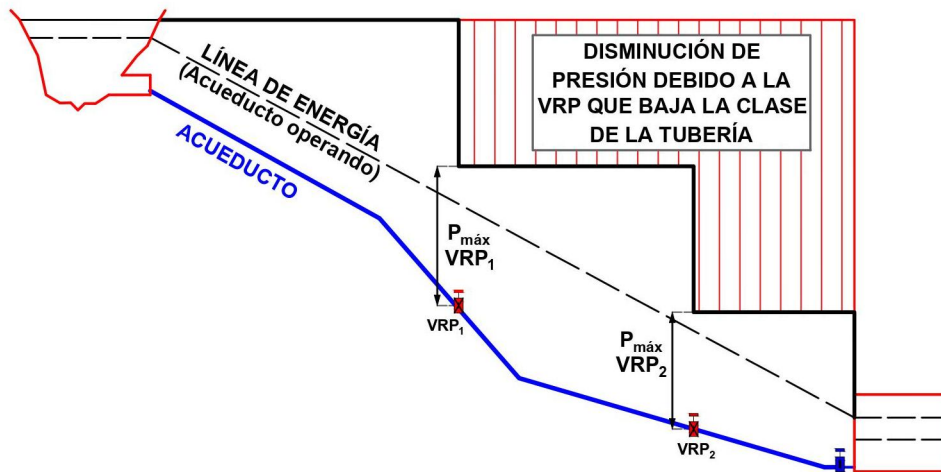 LÍNEA DE ENERGÍA
(Acueducto operando)
ACUEDUCTO
DISMINUCIÓN DE
PRESIÓN DEBIDO A LA
VRP QUE BAJA LA CLASE
DE LA TUBERÍA
Pmáx
VRP1
VRP1
Pmáx
VRP2
VRP2